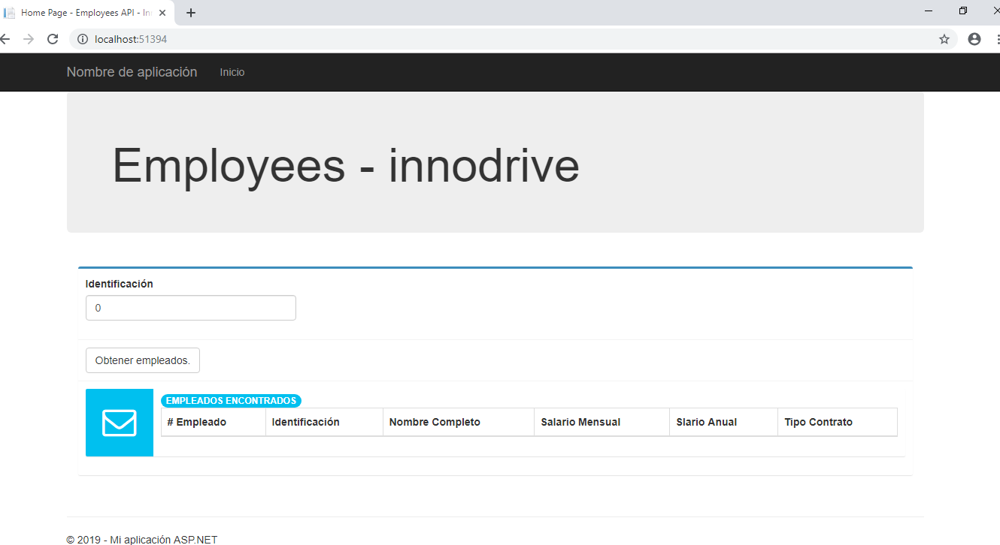 Home Page - Employees API - In
localhost:51394
Nombre de aplicación Inicio
Employees - innodrive
Identificación
0
Obtener empleados.
EMPLEADOS ENCONTRADOS
# Empleado Identificación Nombre Completo Salario Mensual Slario Anual Tipo Contrato
© 2019 - Mi aplicación ASP.NET